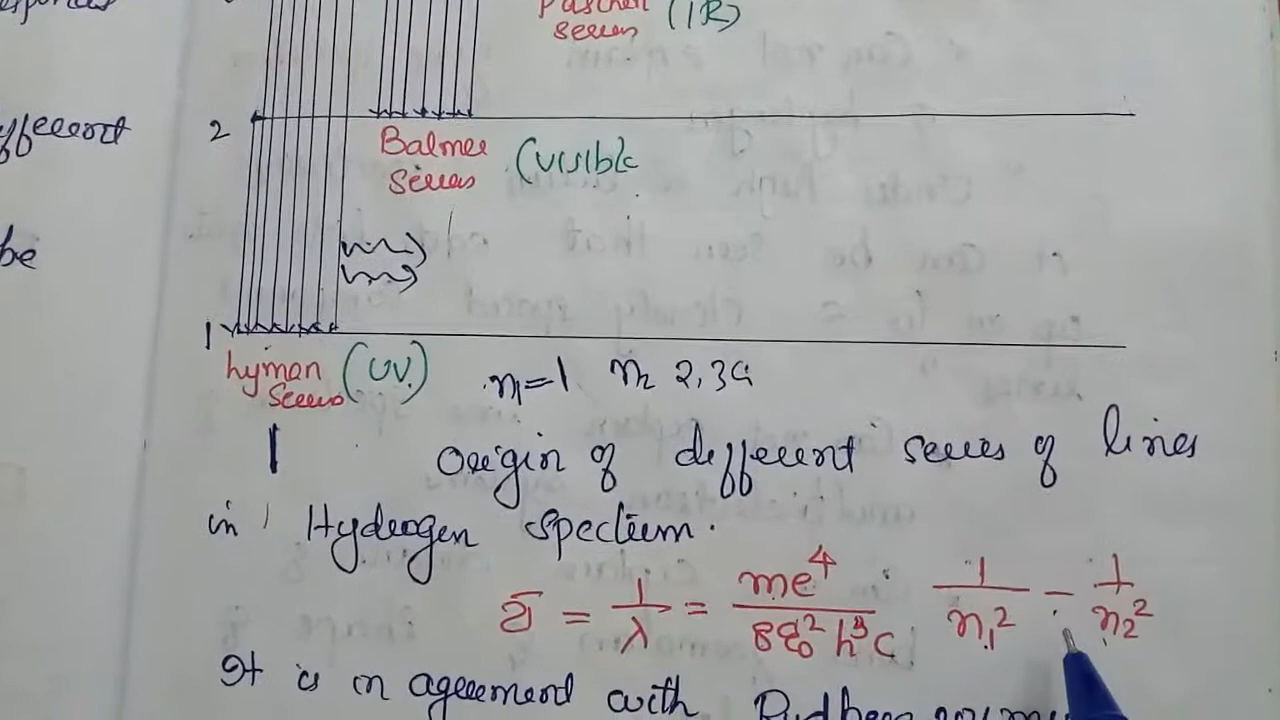 Paschen (IR)
series
2
Balmer (visible
series
be
1
Lyman (UV)
series
n₁=1 n₂ 2,3,4
Origin of different series of lines
in Hydrogen spectrum.
ν̄ = 1/λ = me⁴/8ε₀²h³c 1/n₁² - 1/n₂²
It is in agreement with